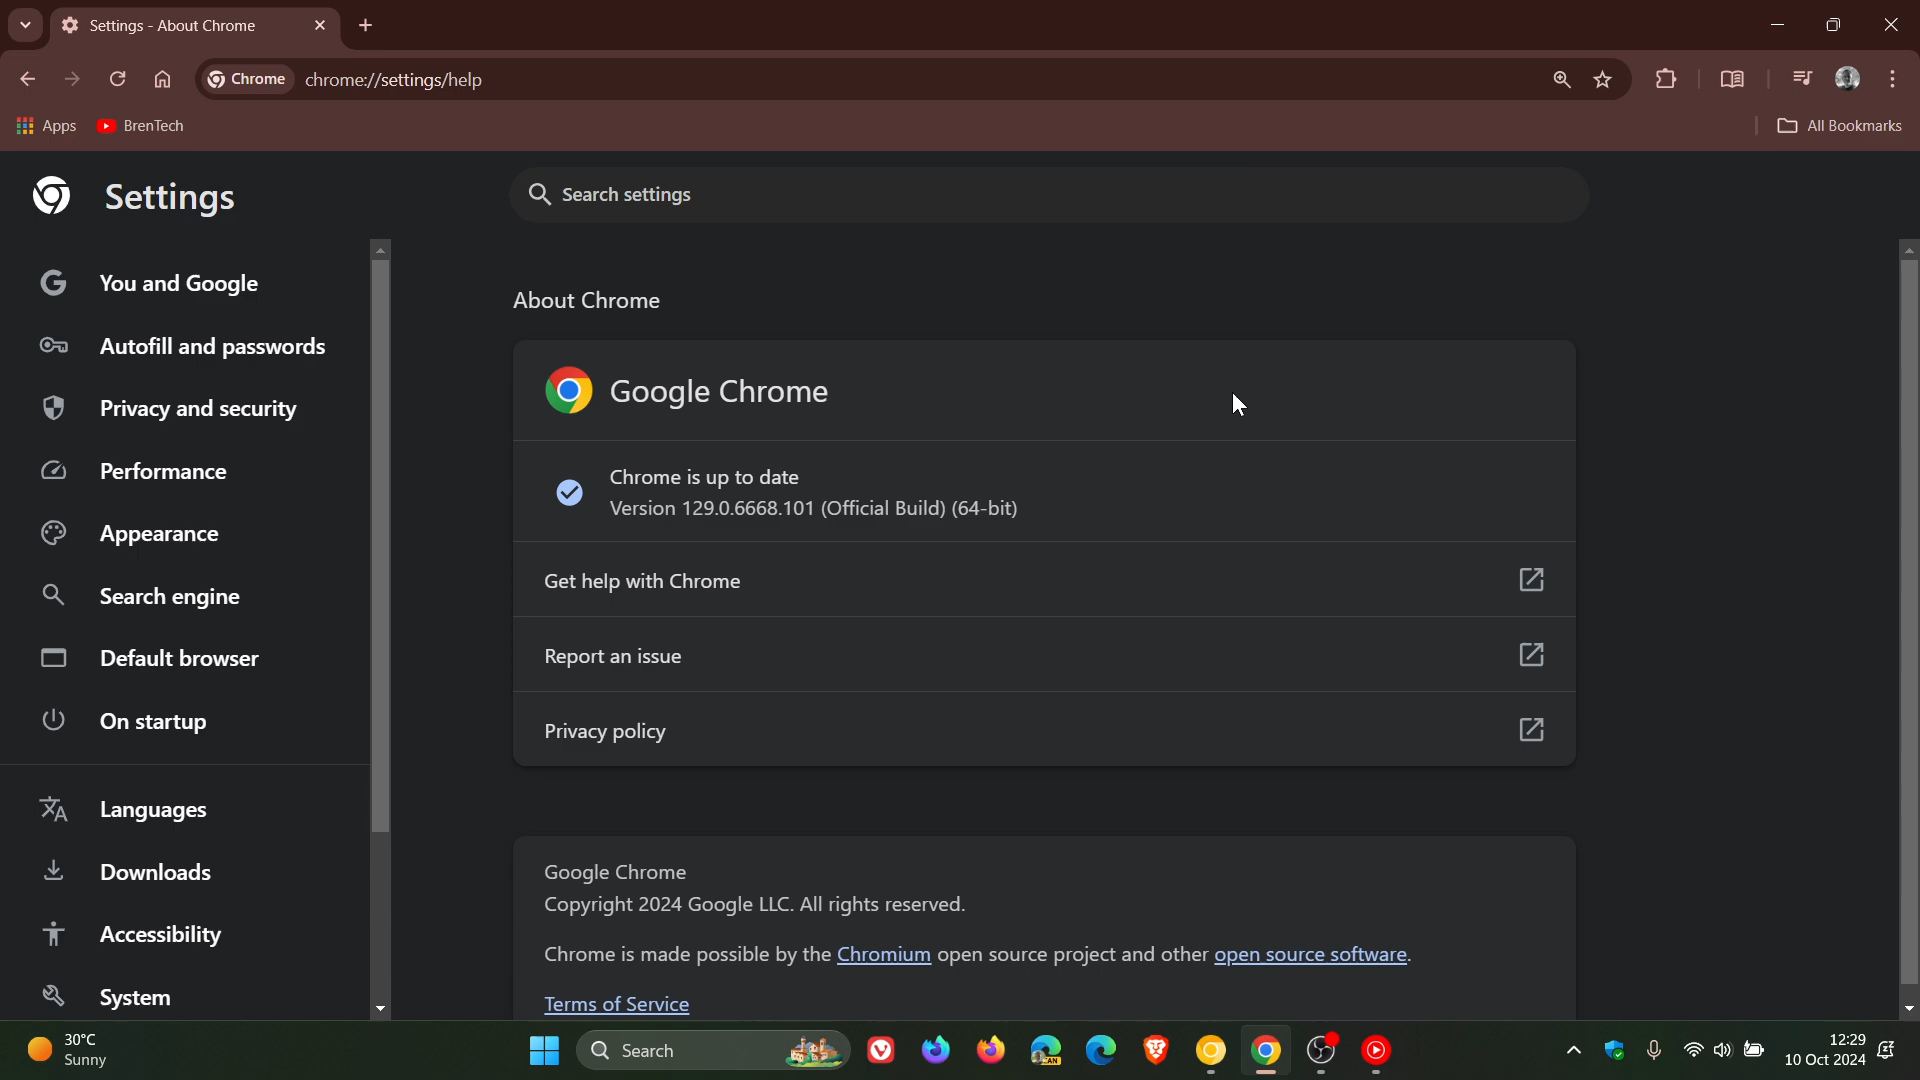 Settings - About Chrome
Chrome
chrome://settings/help
Apps
BrenTech
All Bookmarks
Settings
Search settings
You and Google
Autofill and passwords
Privacy and security
Performance
Appearance
Search engine
Default browser
On startup
Languages
Downloads
Accessibility
System
About Chrome
Google Chrome
Chrome is up to date
Version 129.0.6668.101 (Official Build) (64-bit)
Get help with Chrome
Report an issue
Privacy policy
Google Chrome
Copyright 2024 Google LLC. All rights reserved.
Chrome is made possible by the Chromium open source project and other open source software.
Terms of Service
30°C
Sunny
Search
CAN
12:29
10 Oct 2024